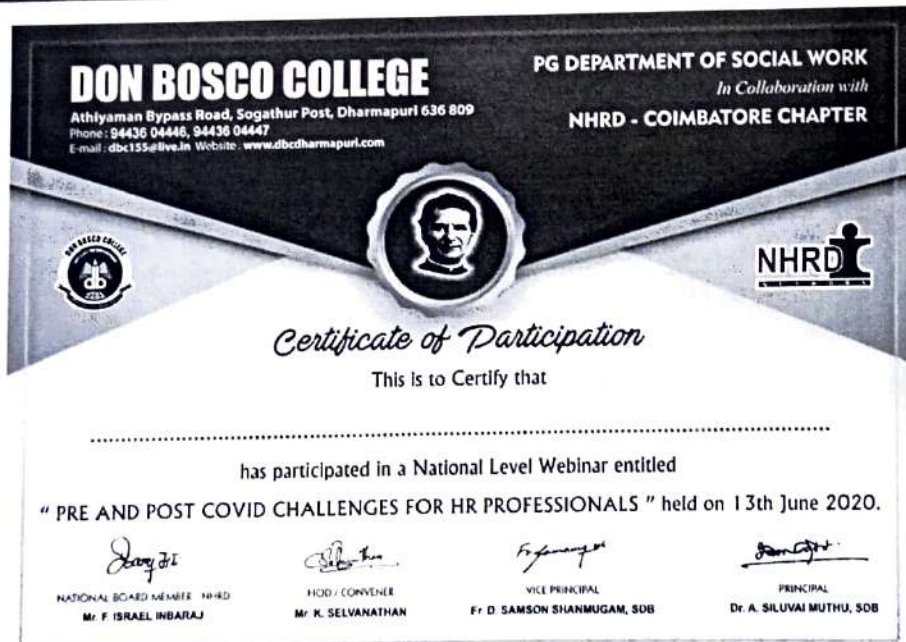 DON BOSCO COLLEGE
Athiyaman Bypass Road, Sogathur Post, Dharmapuri 636 809
Phone : 94436 04446, 94436 04447
E-mail : dbc155@live.in Website : www.dbcdharmapuri.com
PG DEPARTMENT OF SOCIAL WORK
In Collaboration with
NHRD - COIMBATORE CHAPTER
DON BOSCO COLLEGE
NHRD
NETWORK
Certificate of Participation
This is to Certify that
has participated in a National Level Webinar entitled
" PRE AND POST COVID CHALLENGES FOR HR PROFESSIONALS " held on 13th June 2020.
NATIONAL BOARD MEMBER NHRD
Mr. F. ISRAEL INBARAJ
HOD / CONVENER
Mr. K. SELVANATHAN
VICE PRINCIPAL
Fr D. SAMSON SHANMUGAM, SDB
PRINCIPAL
Dr. A. SILUVAI MUTHU, SDB